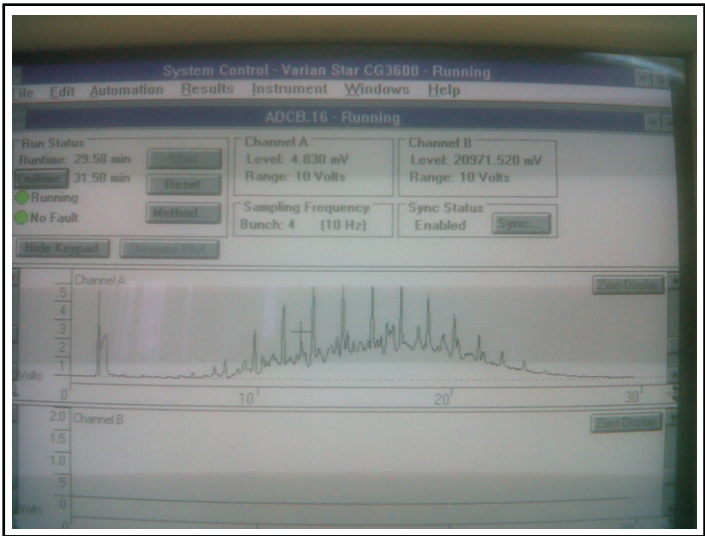 System Control - Varian Star CG3600 - Running
File Edit Automation Results Instrument Windows Help
ADCB.16 - Running
Run Status
Runtime: 29.58 min
Start
Endtime: 31.50 min
Reset
Running
No Fault
Method...
Channel A
Level: 4.830 mV
Range: 10 Volts
Channel B
Level: 20971.520 mV
Range: 10 Volts
Sampling Frequency
Bunch: 4 (10 Hz)
Sync Status
Enabled
Sync...
Hide Keypad
Resume Plot
Channel A
Zero Display
5
4
3
2
1
Volts
0
10'
20'
30'
2.0
Channel B
Zero Display
1.5
1.0
.5
Volts
0